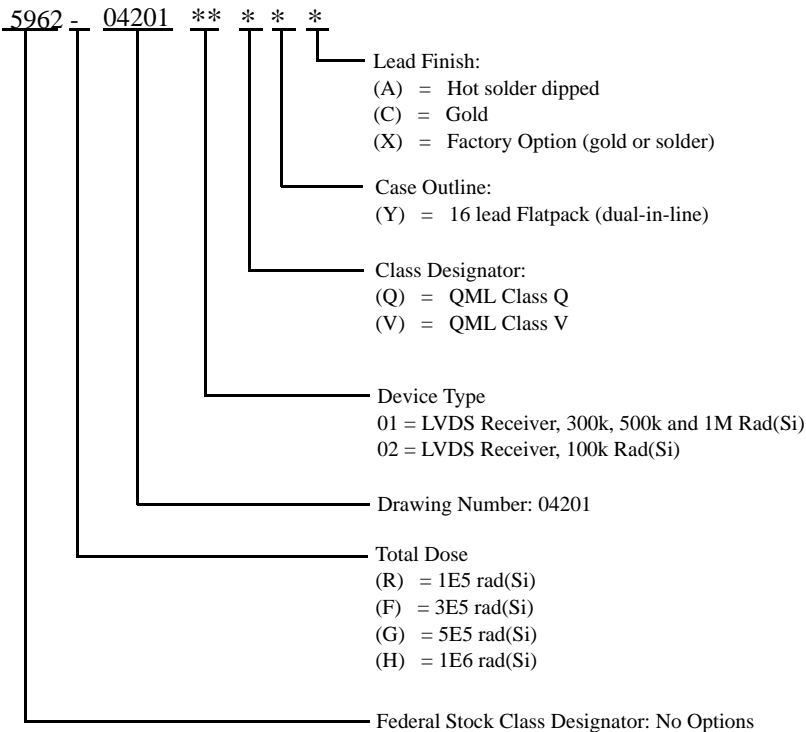 5962 - 04201 ** * * *
Lead Finish:
(A) = Hot solder dipped
(C) = Gold
(X) = Factory Option (gold or solder)
Case Outline:
(Y) = 16 lead Flatpack (dual-in-line)
Class Designator:
(Q) = QML Class Q
(V) = QML Class V
Device Type
01 = LVDS Receiver, 300k, 500k and 1M Rad(Si)
02 = LVDS Receiver, 100k Rad(Si)
Drawing Number: 04201
Total Dose
(R) = 1E5 rad(Si)
(F) = 3E5 rad(Si)
(G) = 5E5 rad(Si)
(H) = 1E6 rad(Si)
Federal Stock Class Designator: No Options